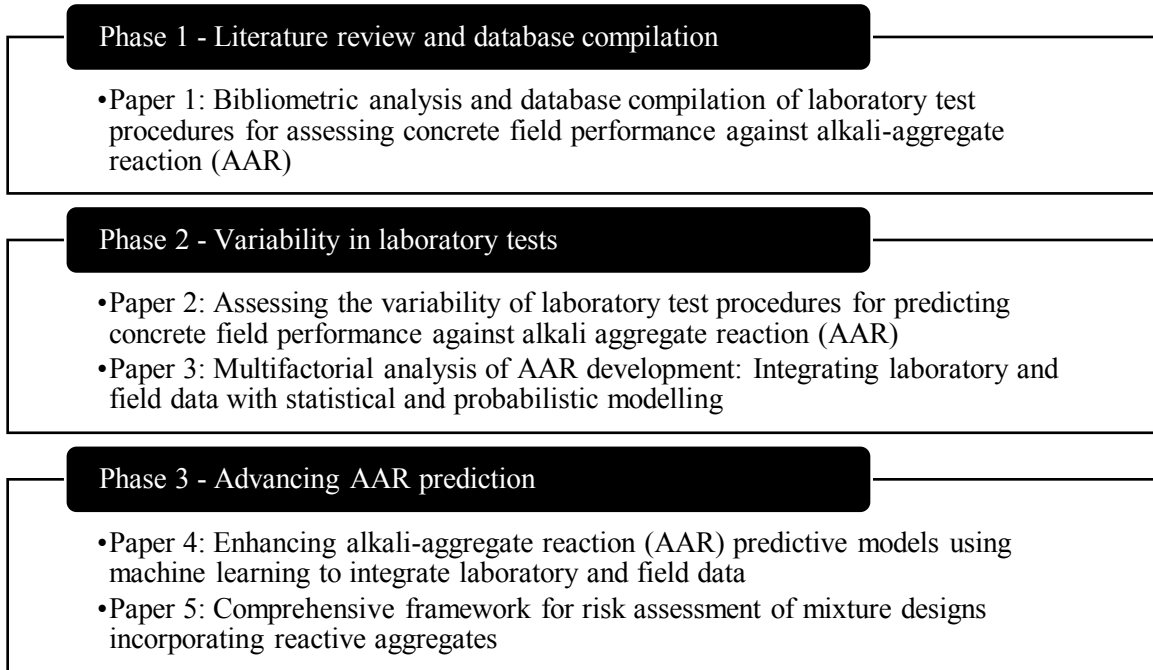 Phase 1 - Literature review and database compilation
•Paper 1: Bibliometric analysis and database compilation of laboratory test
procedures for assessing concrete field performance against alkali-aggregate
reaction (AAR)
Phase 2 - Variability in laboratory tests
•Paper 2: Assessing the variability of laboratory test procedures for predicting
concrete field performance against alkali aggregate reaction (AAR)
•Paper 3: Multifactorial analysis of AAR development: Integrating laboratory and
field data with statistical and probabilistic modelling
Phase 3 - Advancing AAR prediction
•Paper 4: Enhancing alkali-aggregate reaction (AAR) predictive models using
machine learning to integrate laboratory and field data
•Paper 5: Comprehensive framework for risk assessment of mixture designs
incorporating reactive aggregates